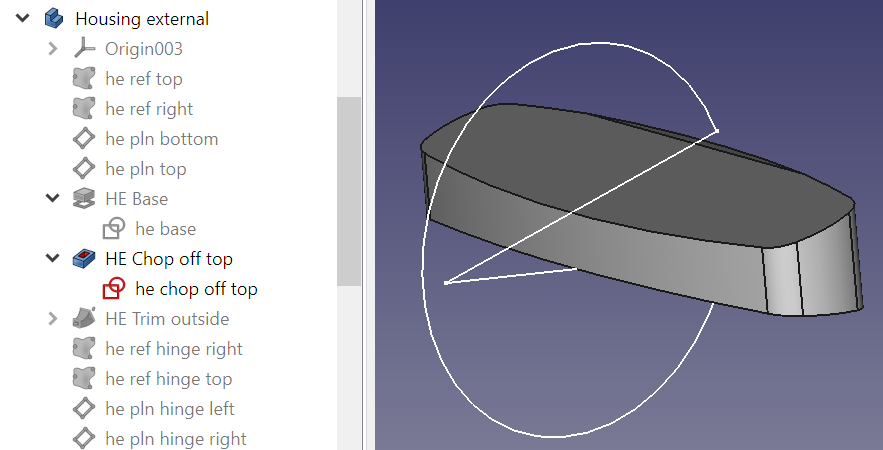 Housing external
Origin003
he ref top
he ref right
he pln bottom
he pln top
HE Base
he base
HE Chop off top
he chop off top
HE Trim outside
he ref hinge right
he ref hinge top
he pln hinge left
he pln hinge right